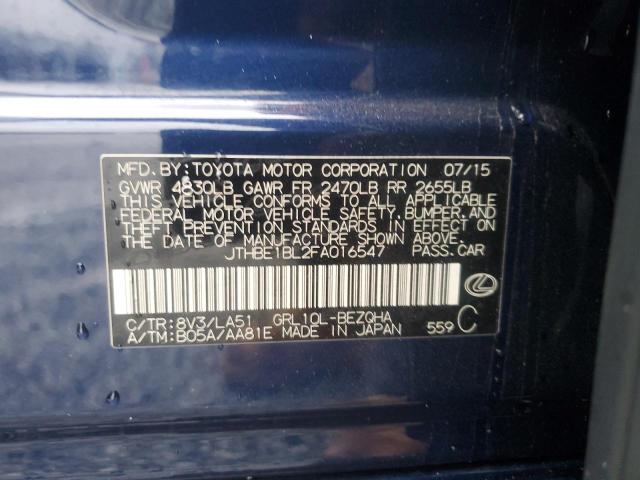 MFD. BY: TOYOTA MOTOR CORPORATION 07/15
GVWR 4830LB GAWR FR 2470LB RR 2655LB
THIS VEHICLE CONFORMS TO ALL APPLICABLE
FEDERAL MOTOR VEHICLE SAFETY, BUMPER, AND
THEFT PREVENTION STANDARDS IN EFFECT ON
THE DATE OF MANUFACTURE SHOWN ABOVE.
JTHBE1BL2FA016547 PASS. CAR
C/TR: 8V3/LA51 GRL10L-BEZQHA
A/TM: B05A/AA81E MADE IN JAPAN 559 C